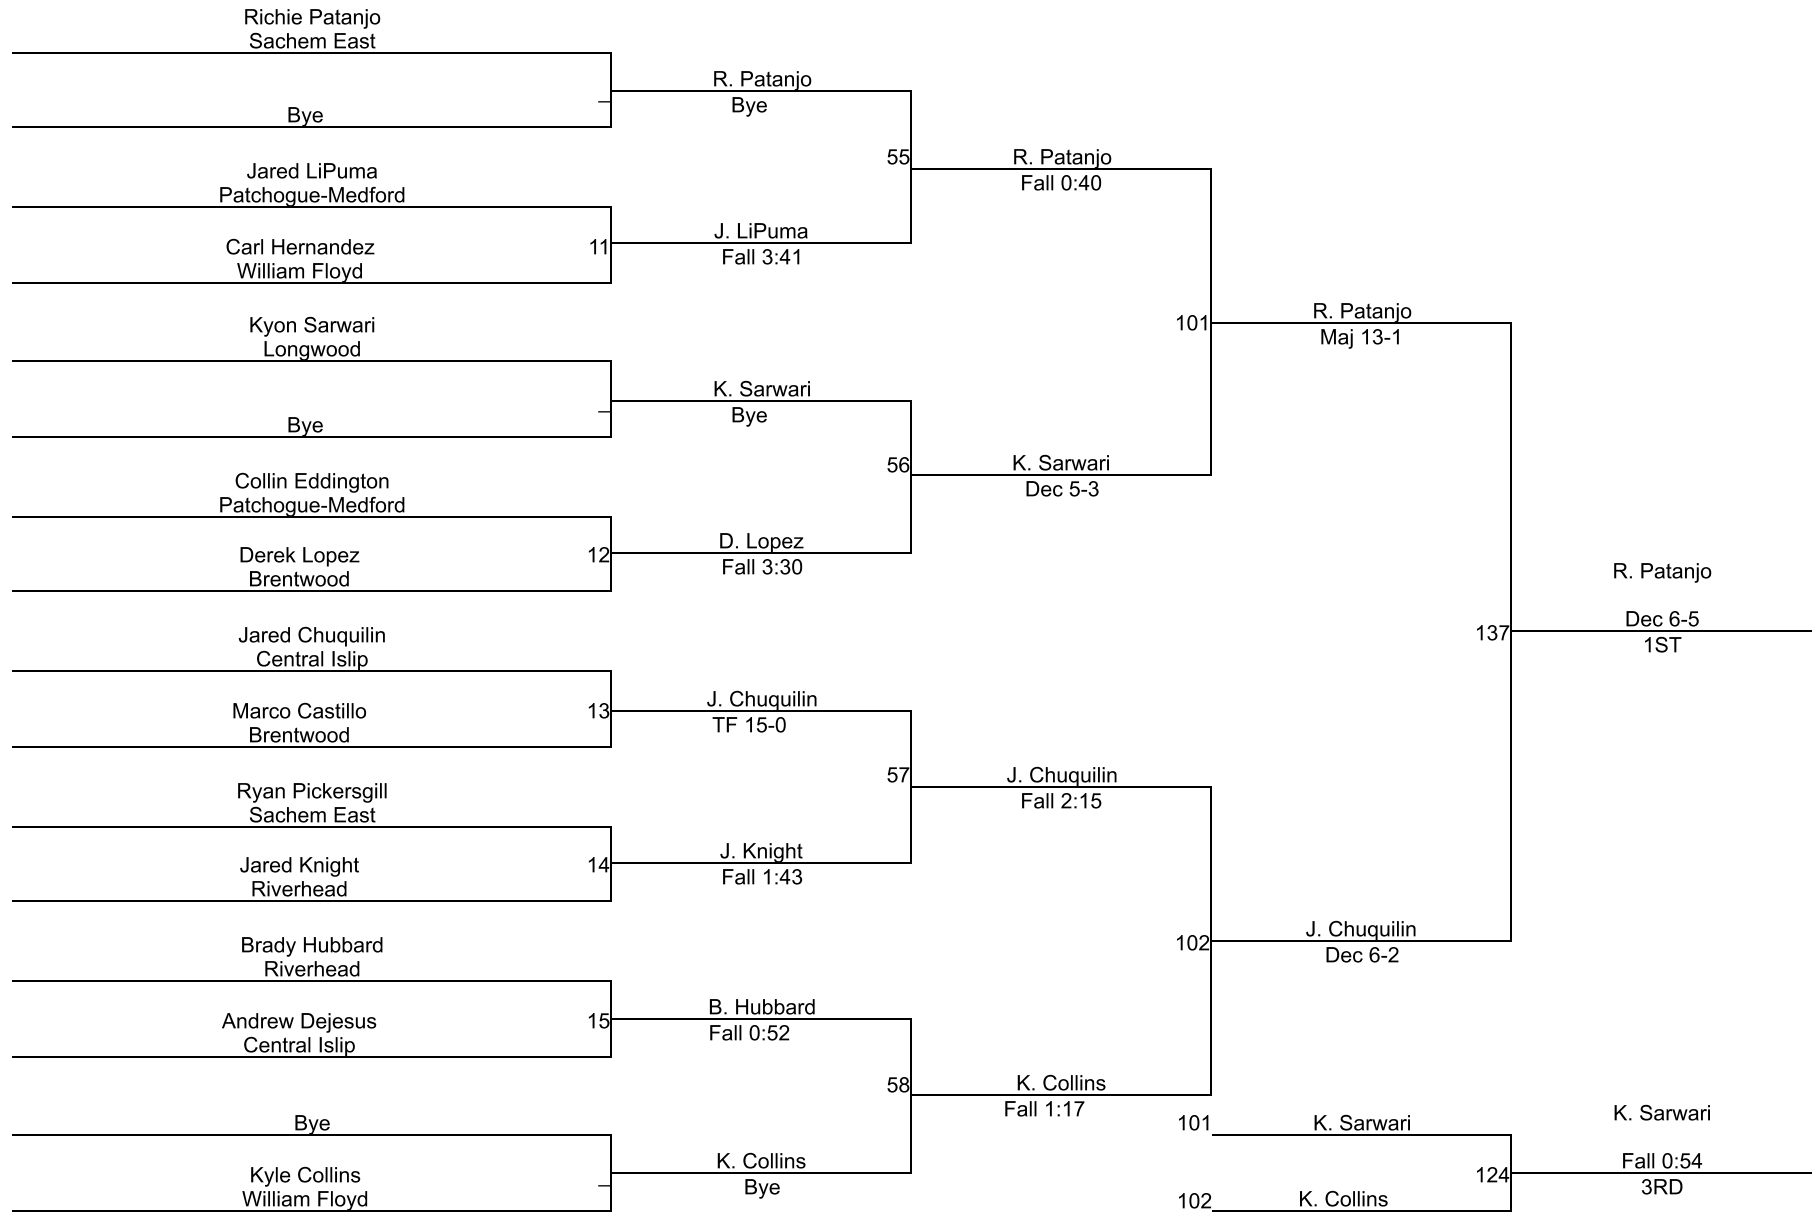 Richie Patanjo
Sachem East
Bye
Jared LiPuma
Patchogue-Medford
11
Carl Hernandez
William Floyd
Kyon Sarwari
Longwood
Bye
Collin Eddington
Patchogue-Medford
12
Derek Lopez
Brentwood
Jared Chuquilin
Central Islip
13
Marco Castillo
Brentwood
Ryan Pickersgill
Sachem East
14
Jared Knight
Riverhead
Brady Hubbard
Riverhead
15
Andrew Dejesus
Central Islip
Bye
Kyle Collins
William Floyd
R. Patanjo
Bye
55
J. LiPuma
Fall 3:41
K. Sarwari
Bye
56
D. Lopez
Fall 3:30
J. Chuquilin
TF 15-0
57
J. Knight
Fall 1:43
B. Hubbard
Fall 0:52
58
K. Collins
Bye
R. Patanjo
Fall 0:40
101
K. Sarwari
Dec 5-3
J. Chuquilin
Fall 2:15
102
K. Collins
Fall 1:17
R. Patanjo
Maj 13-1
137
J. Chuquilin
Dec 6-2
R. Patanjo
Dec 6-5
1ST
101
K. Sarwari
124
102
K. Collins
K. Sarwari
Fall 0:54
3RD